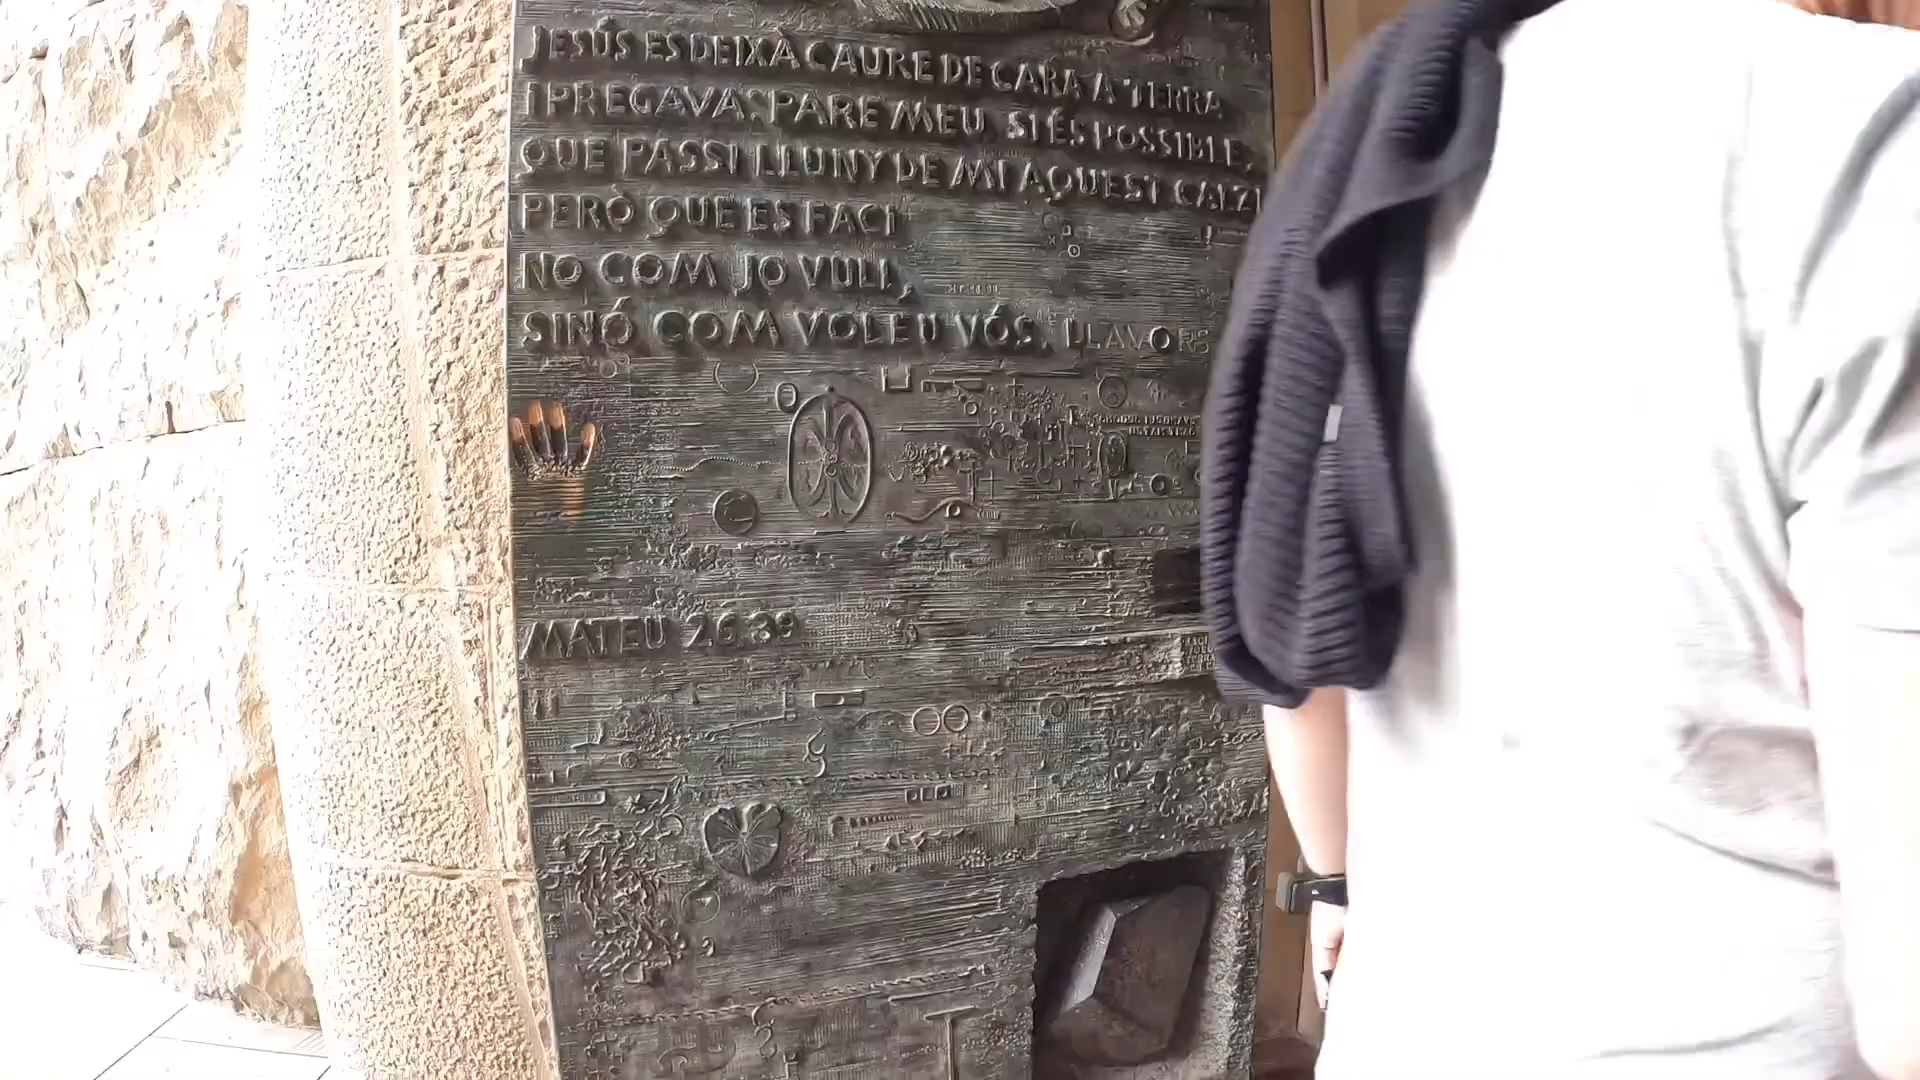 JESÚS ES DEIXÀ CAURE DE CARA A TERRA
I PREGAVA: "PARE MEU SI ÉS POSSIBLE,
QUE PASSI LLUNY DE MI AQUEST CALZE
PERÒ QUE ES FACI
NO COM JO VULL,
SINÓ COM VOLEU VÓS. LLAVORS
MATEU 26:39